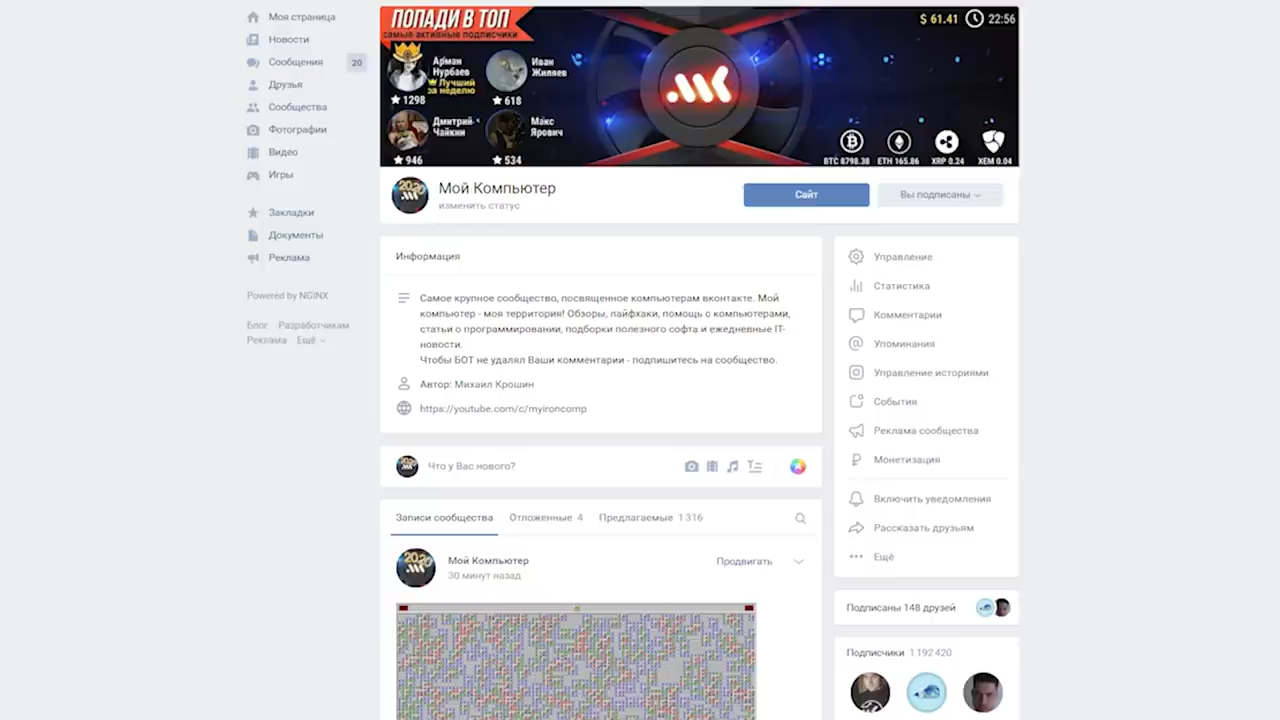 Моя страница
Новости
Сообщения 20
Друзья
Сообщества
Фотографии
Видео
Игры
Закладки
Документы
Реклама
Powered by NGINX
Блог Разработчикам
Реклама Ещё
ПОПАДИ В ТОП
самые активные подписчики
$ 61.41 22:56
Арман
Нурбаев
Лучший
за неделю
1298
Иван
Жиляев
618
Дмитрий
Чайкин
946
Макс
Ярович
534
BTC 8798.38 ETH 165.86 XRP 0.24 XEM 0.04
2020
Мой Компьютер
изменить статус
Сайт
Вы подписаны
Информация
Самое крупное сообщество, посвященное компьютерам вконтакте. Мой
компьютер - моя территория! Обзоры, лайфхаки, помощь с компьютерами,
статьи о программировании, подборки полезного софта и ежедневные IT-
новости.
Чтобы БОТ не удалял Ваши комментарии - подпишитесь на сообщество.
Автор: Михаил Крошин
https://youtube.com/c/myironcomp
Что у Вас нового?
Записи сообщества Отложенные 4 Предлагаемые 1 316
2020
Мой Компьютер
30 минут назад
Продвигать
Управление
Статистика
Комментарии
Упоминания
Управление историями
События
Реклама сообщества
Монетизация
Включить уведомления
Рассказать друзьям
Ещё
Подписаны 148 друзей
Подписчики 1 192 420